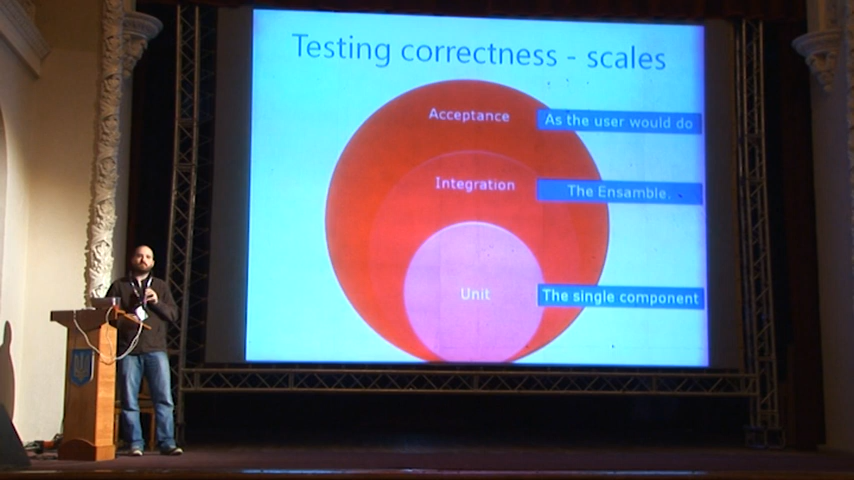 Testing correctness - scales
Acceptance
As the user would do
Integration
The Ensamble.
Unit
The single component